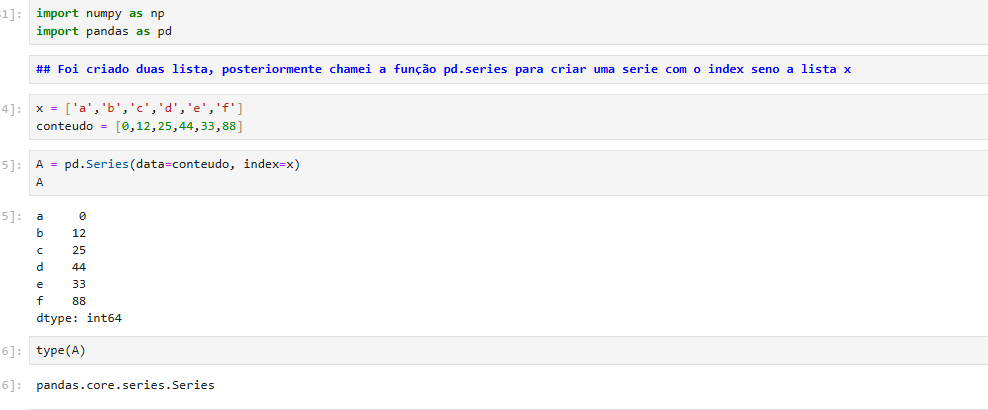 import numpy as np
import pandas as pd
## Foi criado duas lista, posteriormente chamei a função pd.series para criar uma serie com o index seno a lista x
4]:
x = ['a','b','c','d','e','f']
conteudo = [0,12,25,44,33,88]
5]:
A = pd.Series(data=conteudo, index=x)
A
5]:
a 0
b 12
c 25
d 44
e 33
f 88
dtype: int64
6]:
type(A)
6]:
pandas.core.series.Series